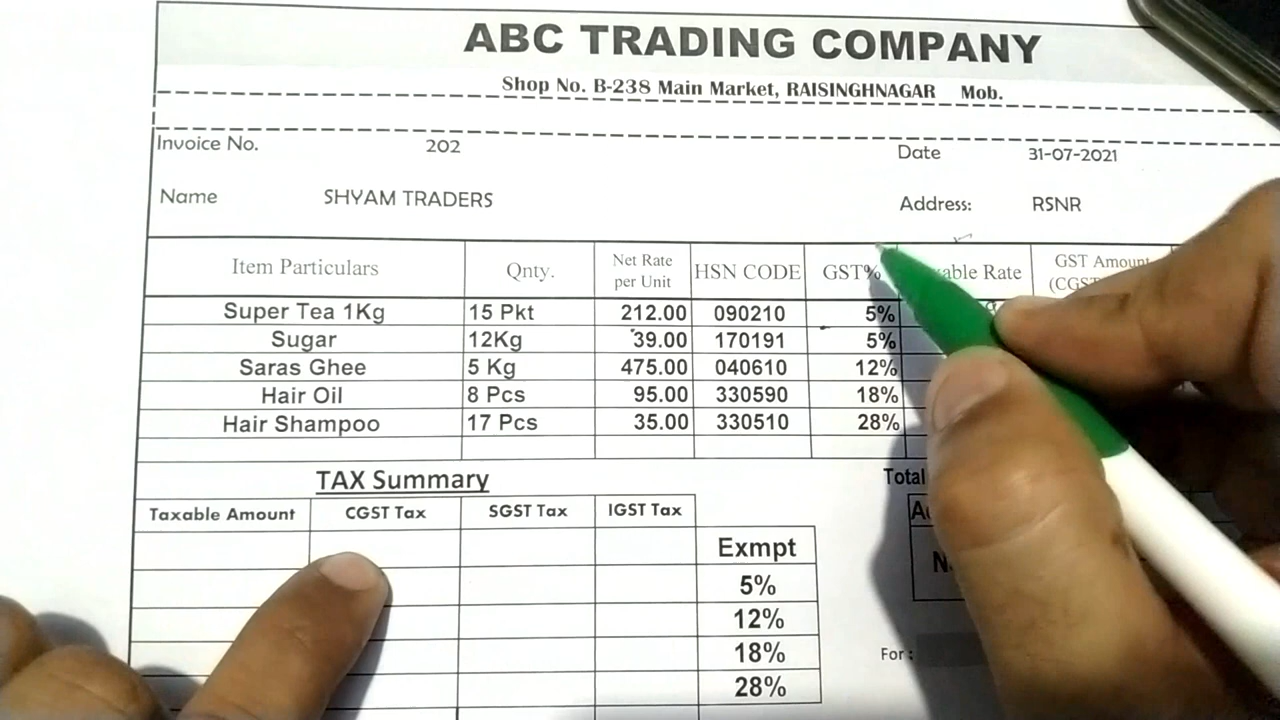 ABC TRADING COMPANY
Shop No. B-238 Main Market, RAISINGHNAGAR Mob.
Invoice No. 202 Date 31-07-2021
Name SHYAM TRADERS Address: RSNR
Item Particulars Qnty. Net Rate per Unit HSN CODE GST% Rate GST Amount
Super Tea 1Kg 15 Pkt 212.00 090210 5%
Sugar 12Kg 39.00 170191 5%
Saras Ghee 5 Kg 475.00 040610 12%
Hair Oil 8 Pcs 95.00 330590 18%
Hair Shampoo 17 Pcs 35.00 330510 28%
TAX Summary Total
Taxable Amount CGST Tax SGST Tax IGST Tax
Exmpt
5%
12%
18%
For :
28%